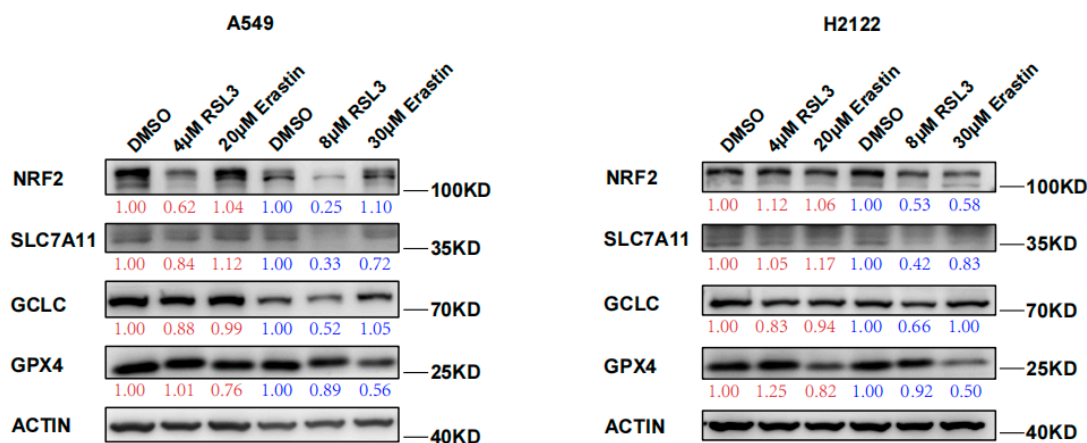 A549
DMSO
4μM RSL3
20μM Erastin
DMSO
8μM RSL3
30μM Erastin
NRF2
100KD
1.00 0.62 1.04 1.00 0.25 1.10
SLC7A11
35KD
1.00 0.84 1.12 1.00 0.33 0.72
GCLC
70KD
1.00 0.88 0.99 1.00 0.52 1.05
GPX4
25KD
1.00 1.01 0.76 1.00 0.89 0.56
ACTIN
40KD
H2122
DMSO
4μM RSL3
20μM Erastin
DMSO
8μM RSL3
30μM Erastin
NRF2
100KD
1.00 1.12 1.06 1.00 0.53 0.58
SLC7A11
35KD
1.00 1.05 1.17 1.00 0.42 0.83
GCLC
70KD
1.00 0.83 0.94 1.00 0.66 1.00
GPX4
25KD
1.00 1.25 0.82 1.00 0.92 0.50
ACTIN
40KD